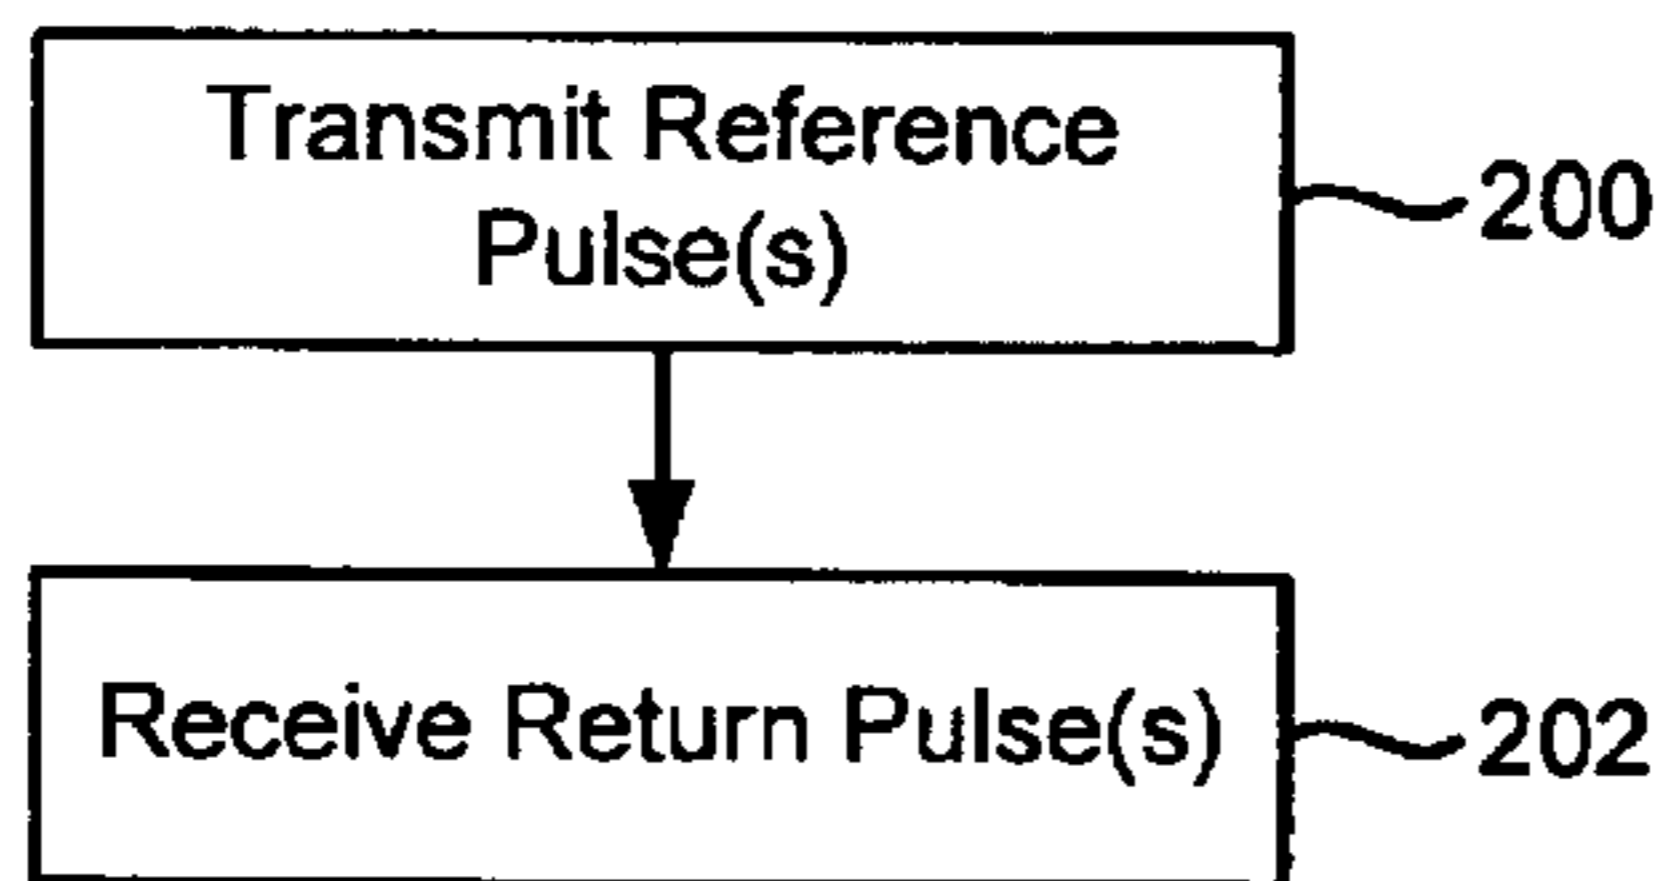 Transmit Reference
Pulse(s)
200
Receive Return Pulse(s)
202